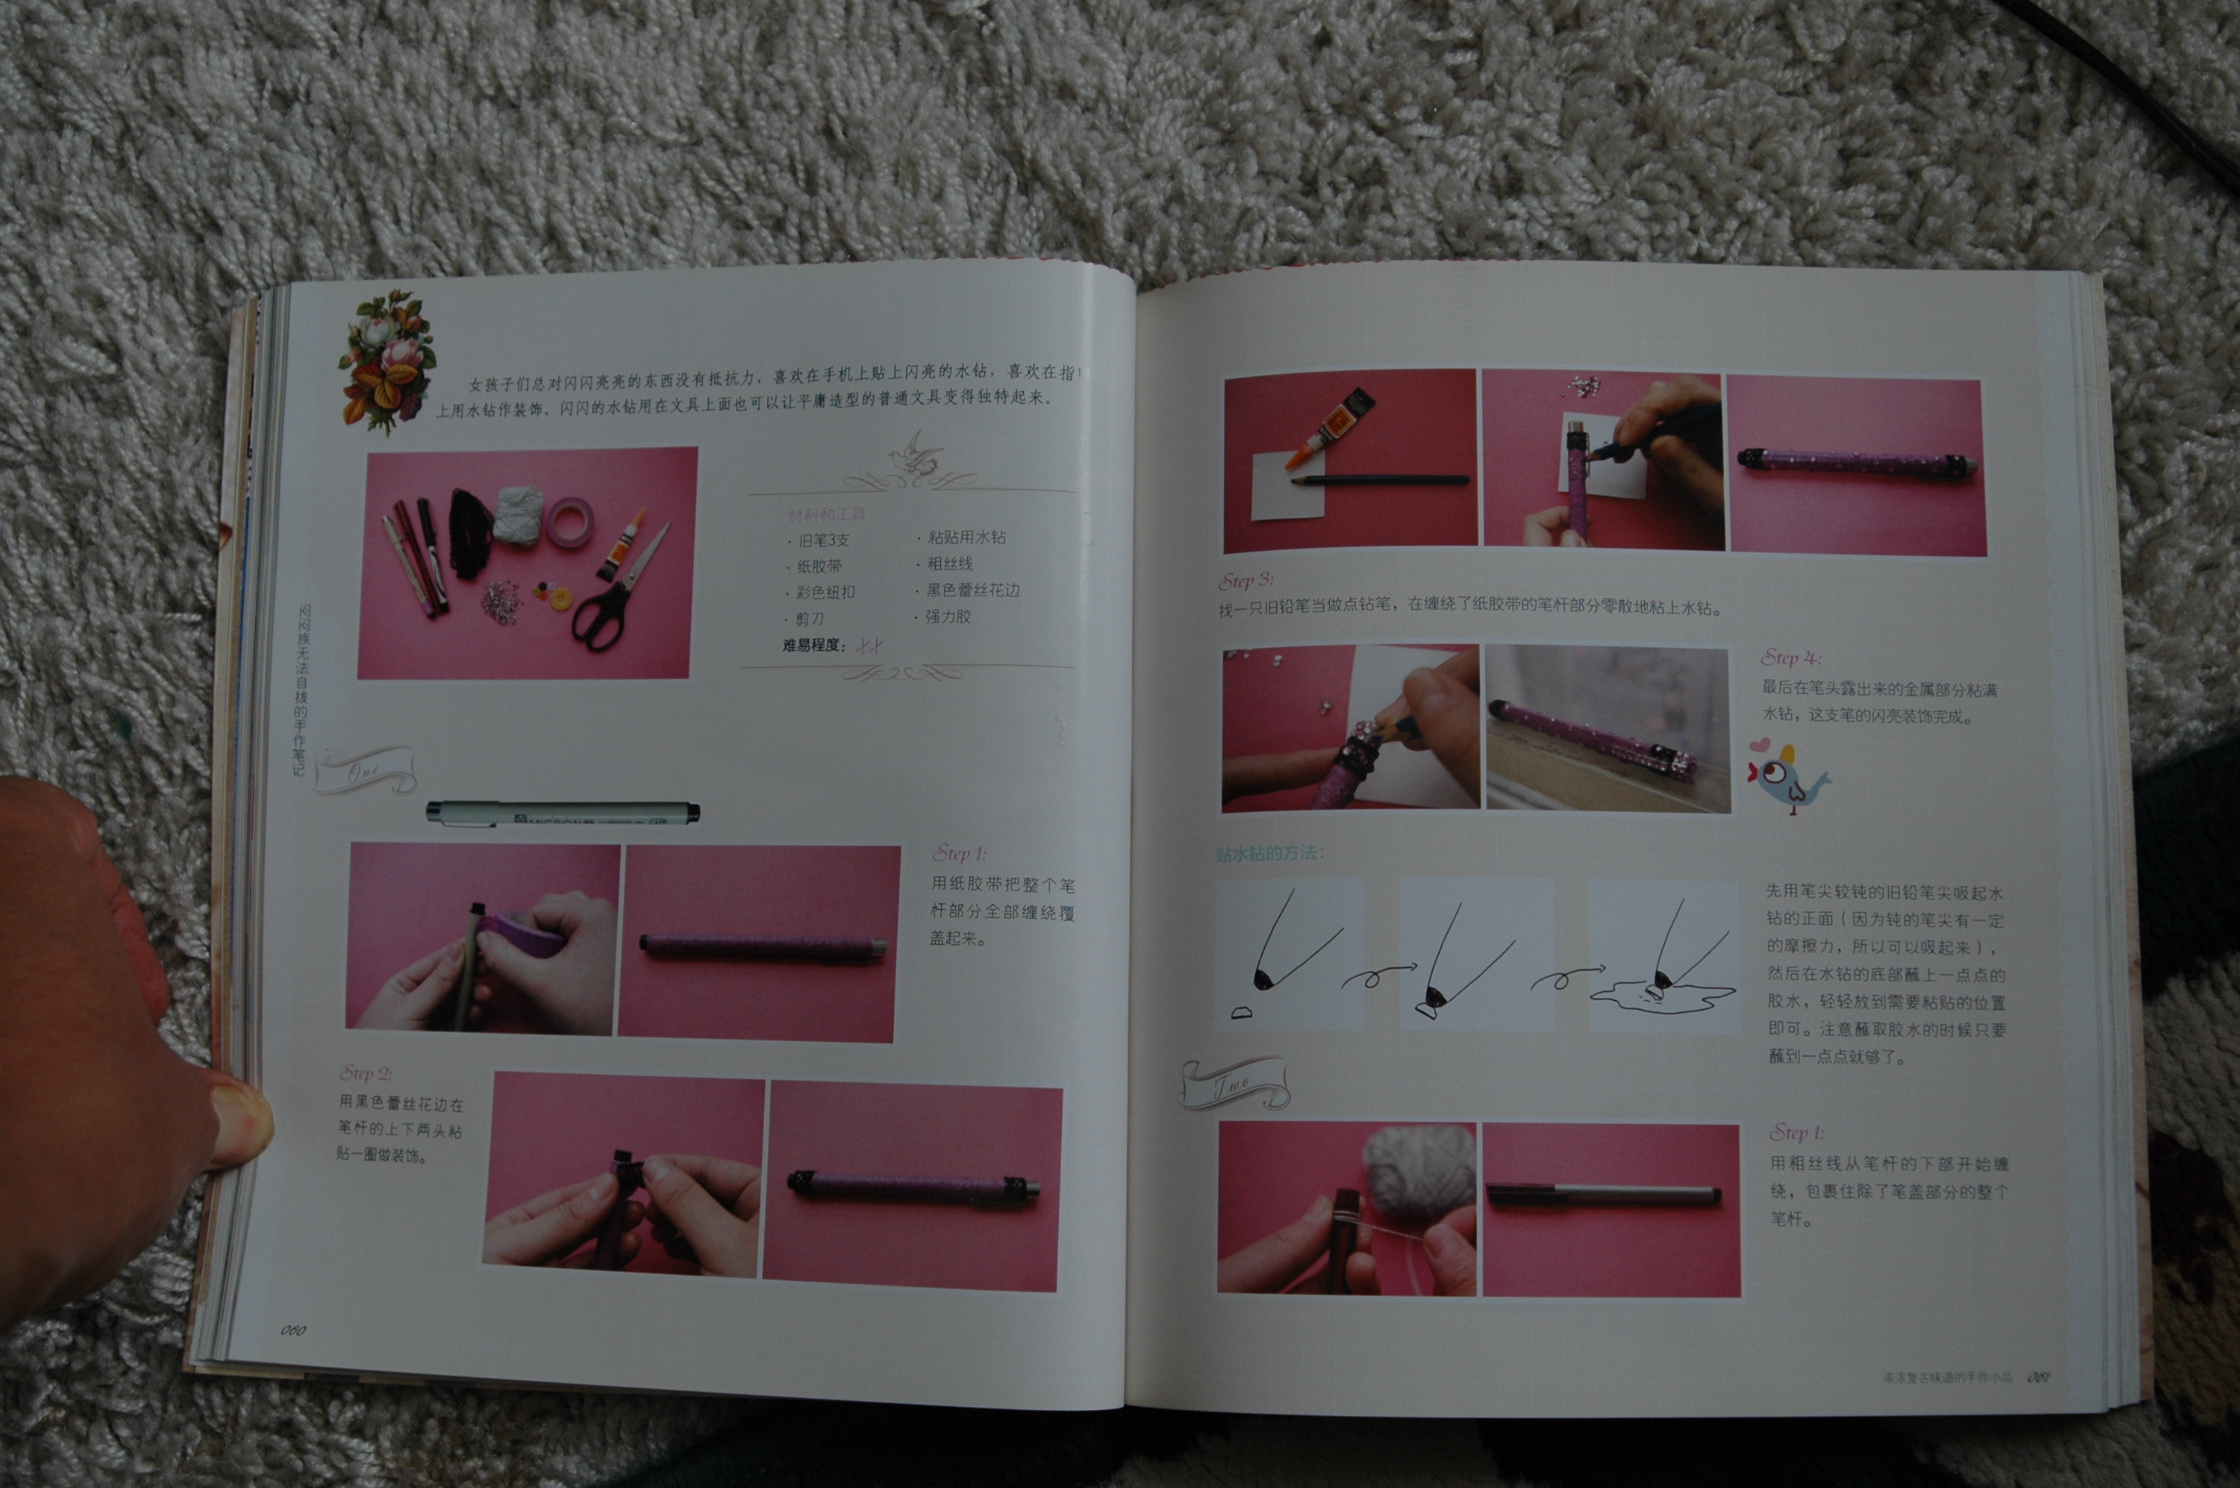 女孩子们总对闪闪亮亮的东西没有抵抗力，喜欢在手机上贴上闪亮的水钻，喜欢在指
上用水钻作装饰。闪闪的水钻用在文具上面也可以让平庸造型的普通文具变得独特起来。
材料和工具
· 旧笔3支
· 纸胶带
· 彩色纽扣
· 剪刀
· 粘贴用水钻
· 粗丝线
· 黑色蕾丝花边
· 强力胶
难易程度：
闷闷族无法自拔的手作笔记
One
MICRON
Step 1:
用纸胶带把整个笔
杆部分全部缠绕覆
盖起来。
Step 2:
用黑色蕾丝花边在
笔杆的上下两头粘
贴一圈做装饰。
060
Step 3:
找一只旧铅笔当做点钻笔，在缠绕了纸胶带的笔杆部分零散地粘上水钻。
Step 4:
最后在笔头露出来的金属部分粘满
水钻，这支笔的闪亮装饰完成。
贴水钻的方法：
先用笔尖较钝的旧铅笔尖吸起水
钻的正面（因为钝的笔尖有一定
的摩擦力，所以可以吸起来），
然后在水钻的底部蘸上一点点的
胶水，轻轻放到需要粘贴的位置
即可。注意蘸取胶水的时候只要
蘸到一点点就够了。
Two
Step 1:
用粗丝线从笔杆的下部开始缠
绕，包裹住除了笔盖部分的整个
笔杆。
浓浓复古味道的手作小品 061